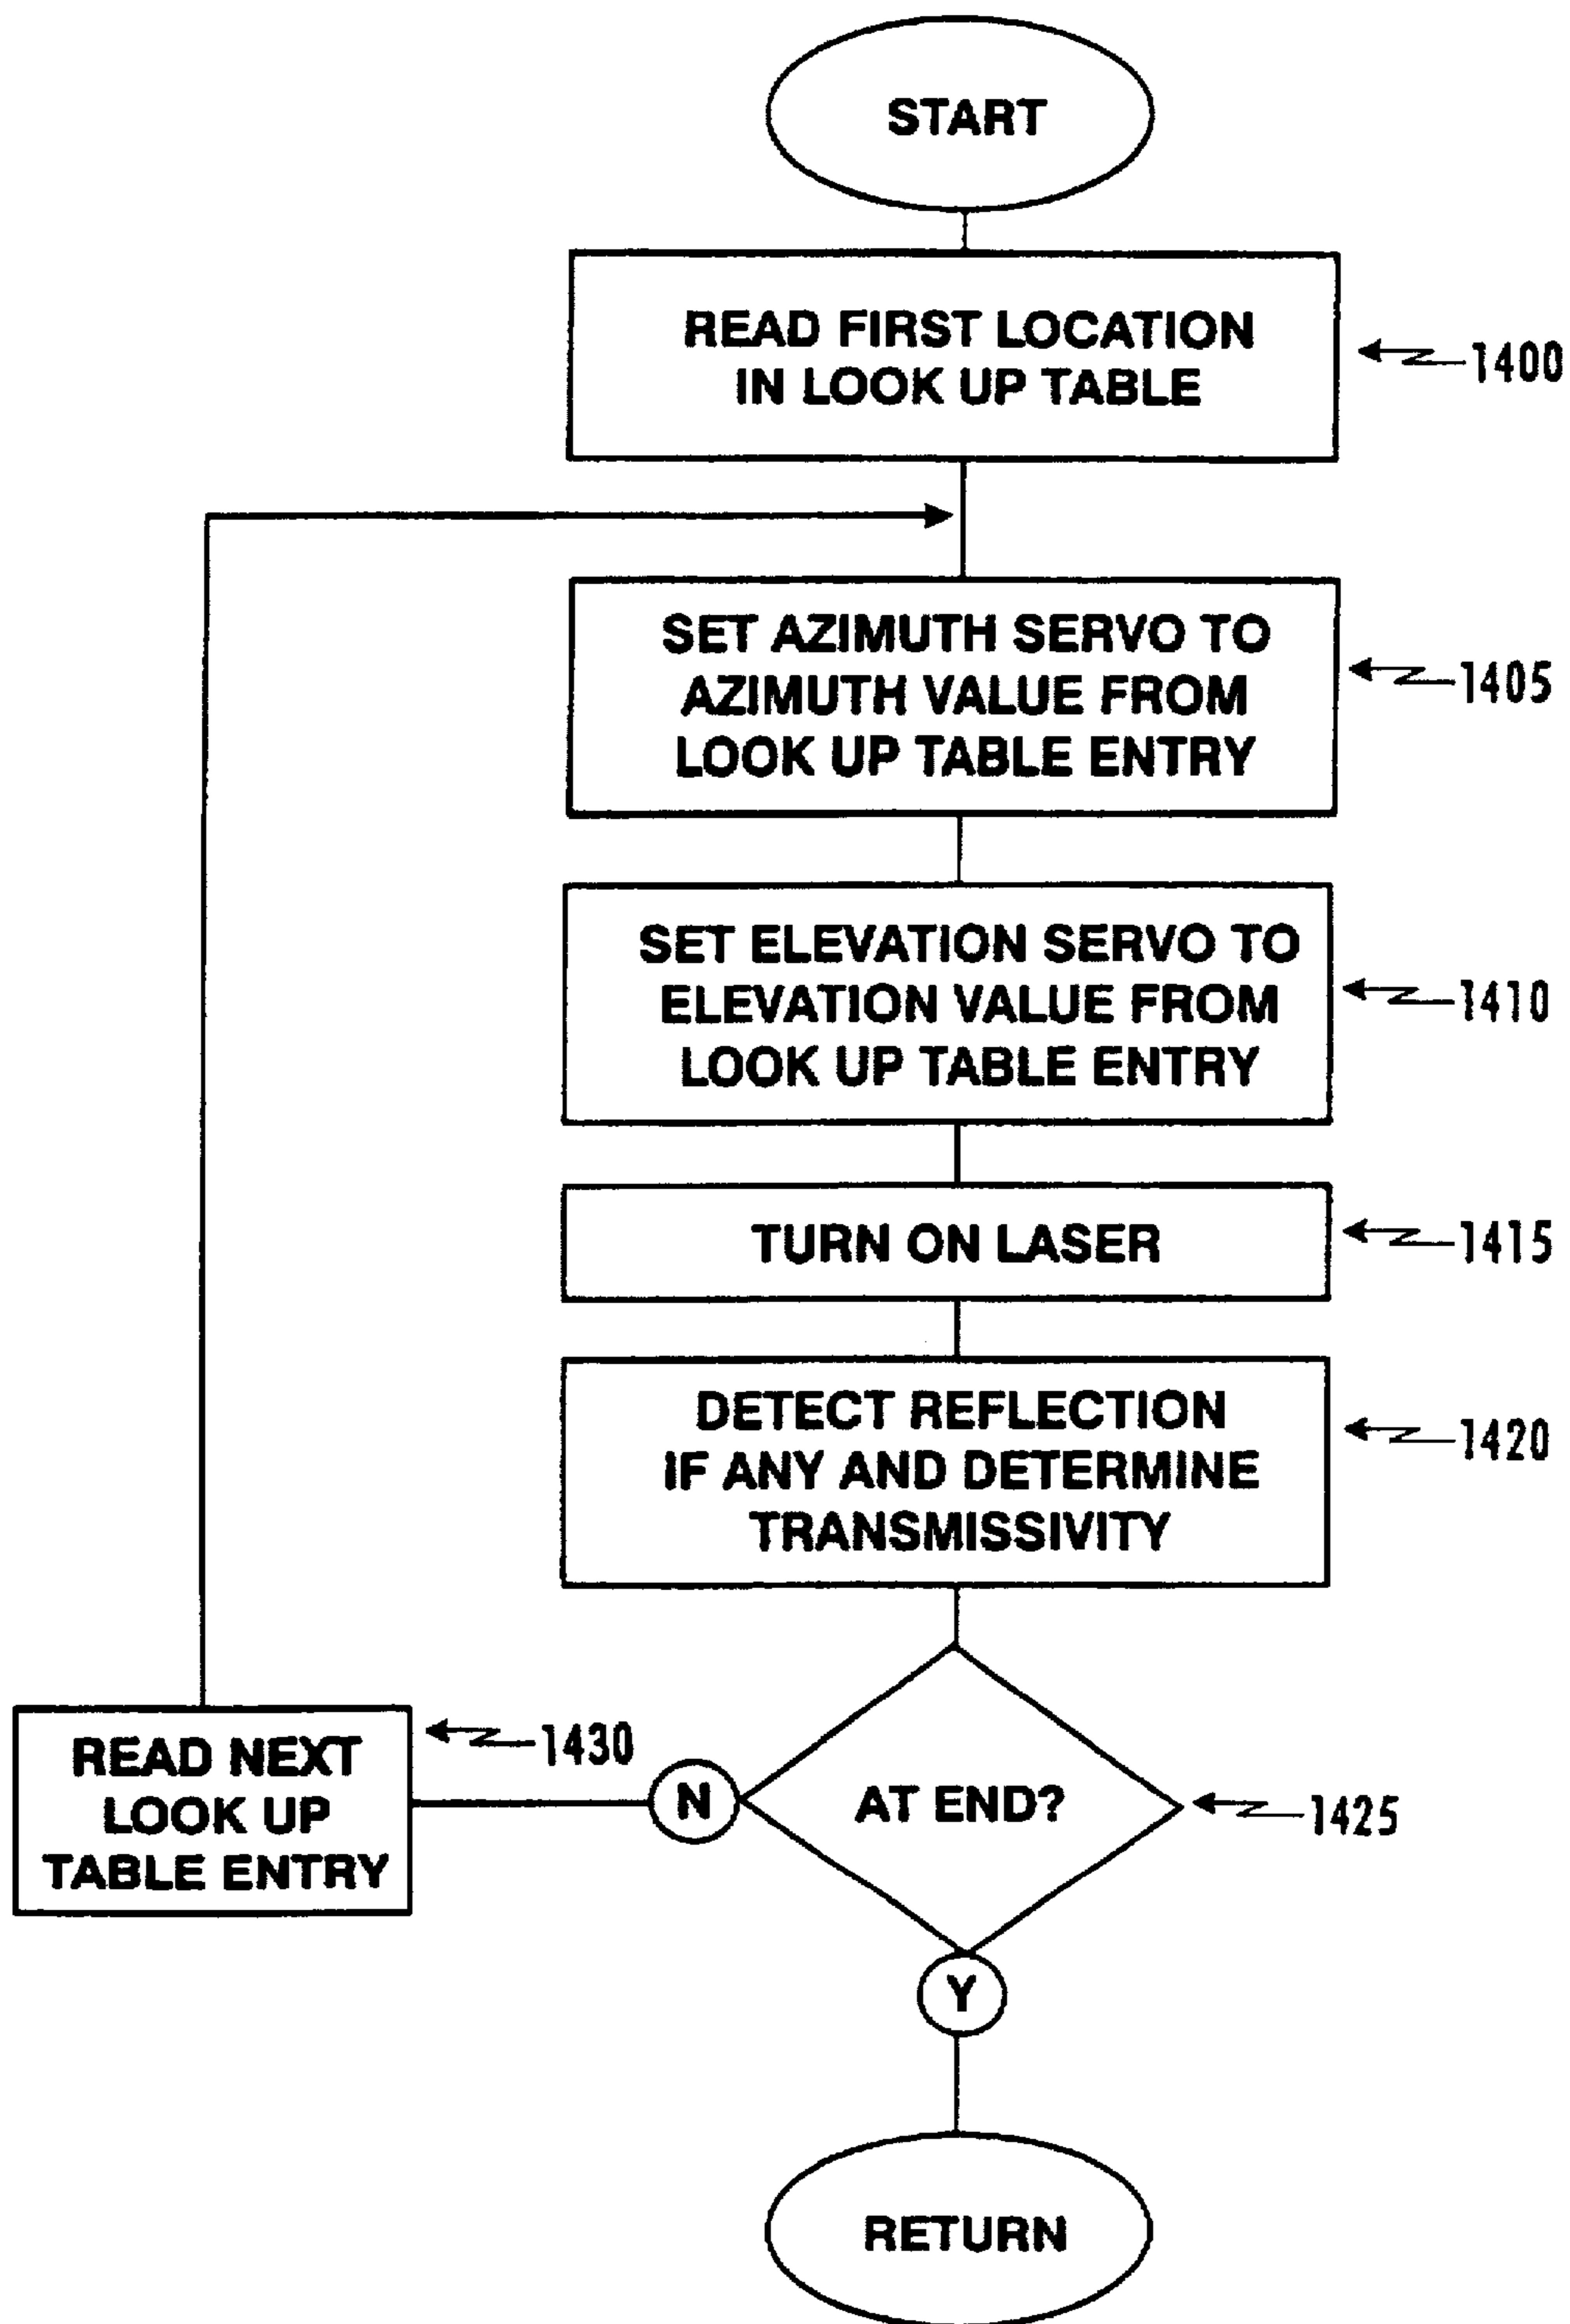 START
READ FIRST LOCATION
IN LOOK UP TABLE
1400
SET AZIMUTH SERVO TO
AZIMUTH VALUE FROM
LOOK UP TABLE ENTRY
1405
SET ELEVATION SERVO TO
ELEVATION VALUE FROM
LOOK UP TABLE ENTRY
1410
TURN ON LASER
1415
DETECT REFLECTION
IF ANY AND DETERMINE
TRANSMISSIVITY
1420
AT END?
1425
N
1430
READ NEXT
LOOK UP
TABLE ENTRY
Y
RETURN